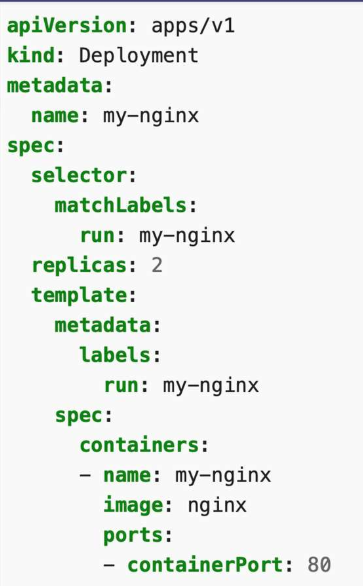 apiVersion: apps/v1
kind: Deployment
metadata:
  name: my-nginx
spec:
  selector:
    matchLabels:
      run: my-nginx
  replicas: 2
  template:
    metadata:
      labels:
        run: my-nginx
    spec:
      containers:
      - name: my-nginx
        image: nginx
        ports:
        - containerPort: 80